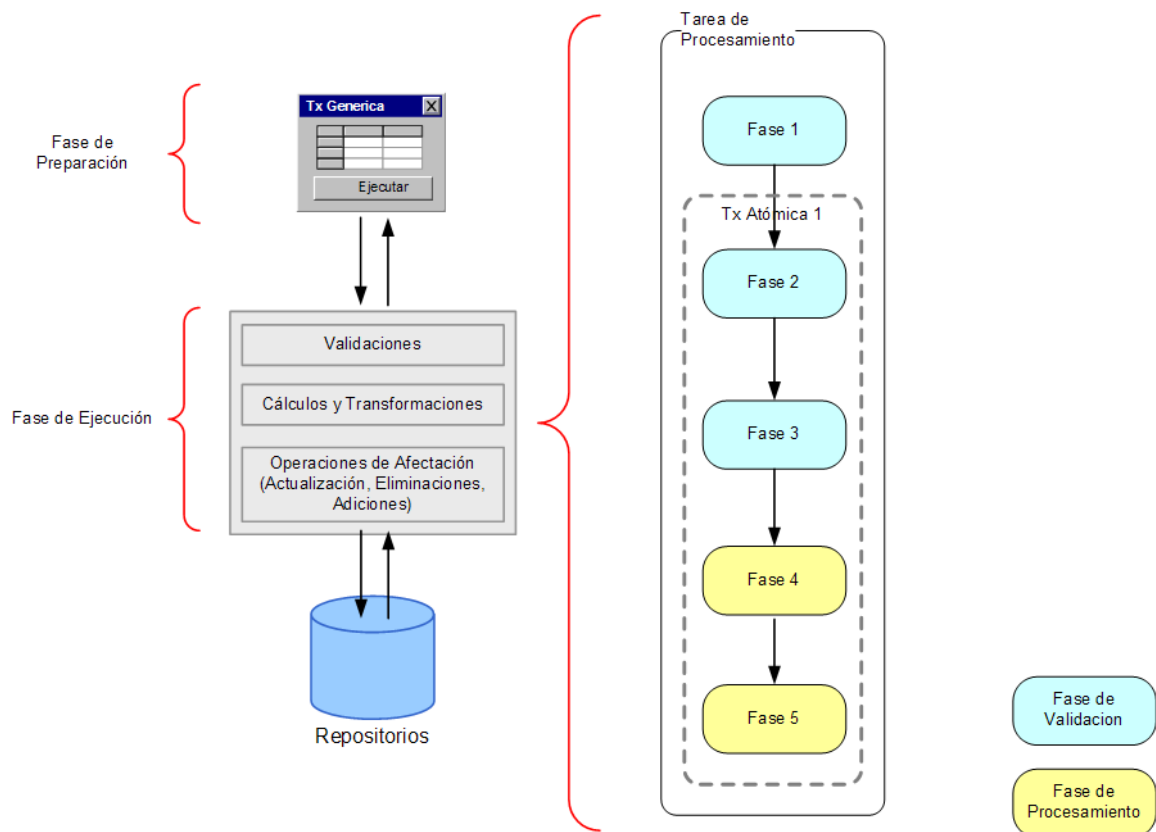 Tarea de
Procesamiento
Tx Generica
Ejecutar
Fase de
Preparación
Fase 1
Tx Atómica 1
Fase 2
Validaciones
Cálculos y Transformaciones
Fase de Ejecución
Operaciones de Afectación
(Actualización, Eliminaciones,
Adiciones)
Fase 3
Fase 4
Fase 5
Repositorios
Fase de
Validacion
Fase de
Procesamiento